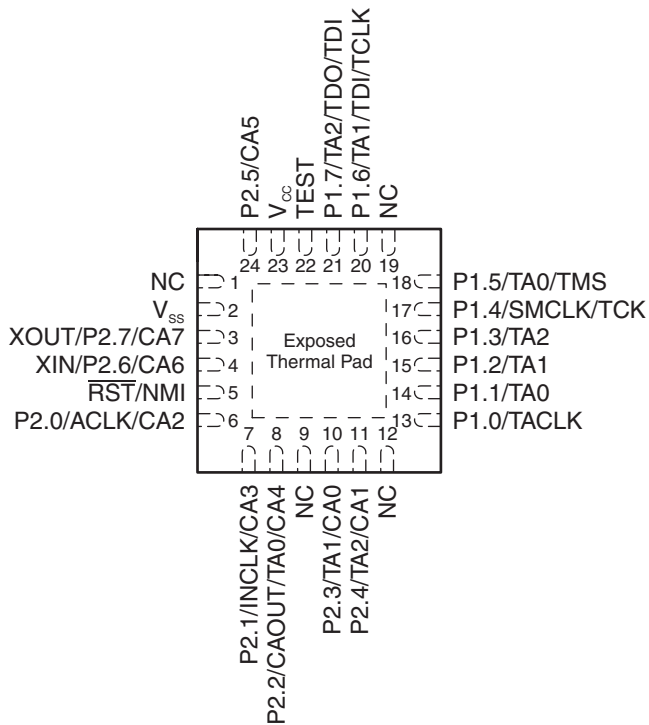 P2.5/CA5
VCC
TEST
P1.7/TA2/TDO/TDI
P1.6/TA1/TDI/TCLK
NC
24 23 22 21 20 19
NC 1
VSS 2
XOUT/P2.7/CA7 3
XIN/P2.6/CA6 4
RST/NMI 5
P2.0/ACLK/CA2 6
Exposed
Thermal Pad
18 P1.5/TA0/TMS
17 P1.4/SMCLK/TCK
16 P1.3/TA2
15 P1.2/TA1
14 P1.1/TA0
13 P1.0/TACLK
7 8 9 10 11 12
P2.1/INCLK/CA3
P2.2/CAOUT/TA0/CA4
NC
P2.3/TA1/CA0
P2.4/TA2/CA1
NC